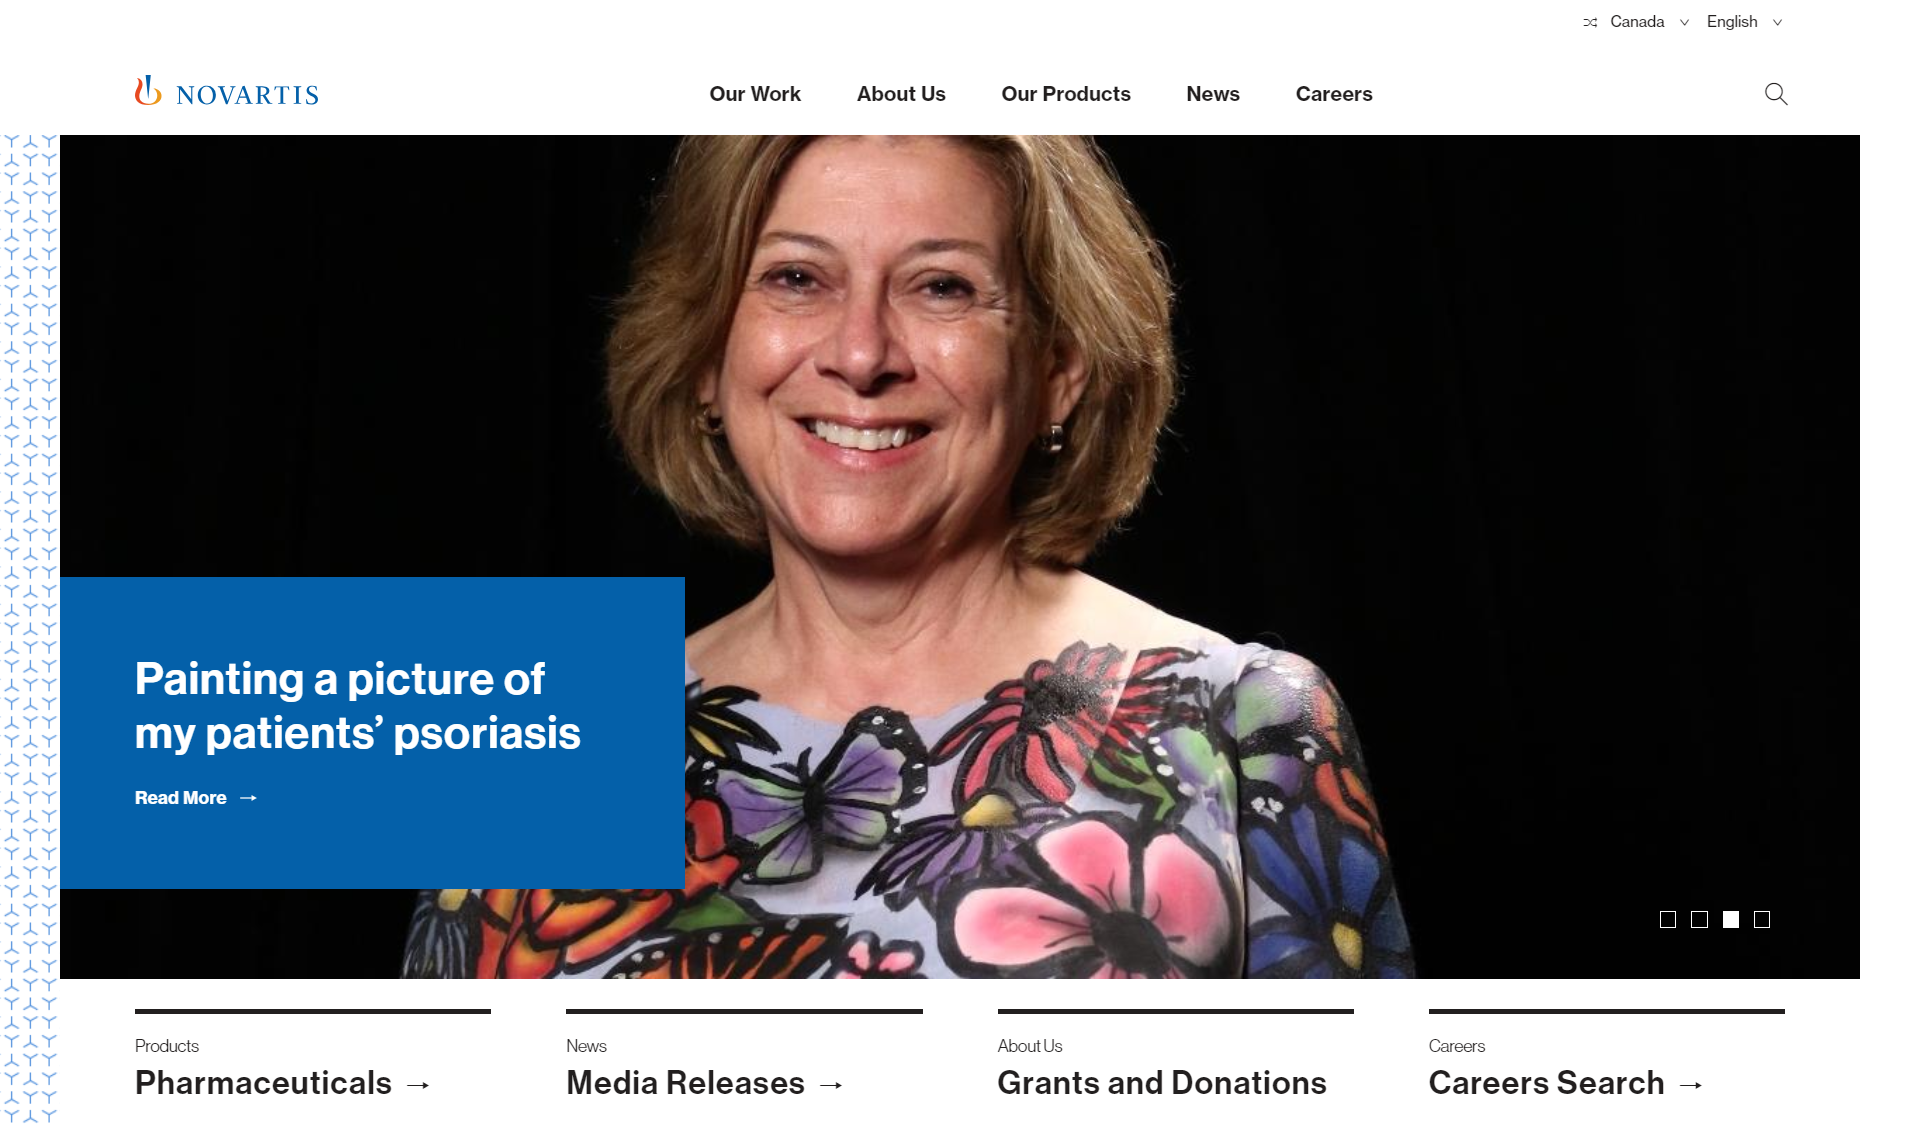 Canada
English
NOVARTIS
Our Work
About Us
Our Products
News
Careers
Painting a picture of
my patients’ psoriasis
Read More
Products
Pharmaceuticals
News
Media Releases
About Us
Grants and Donations
Careers
Careers Search